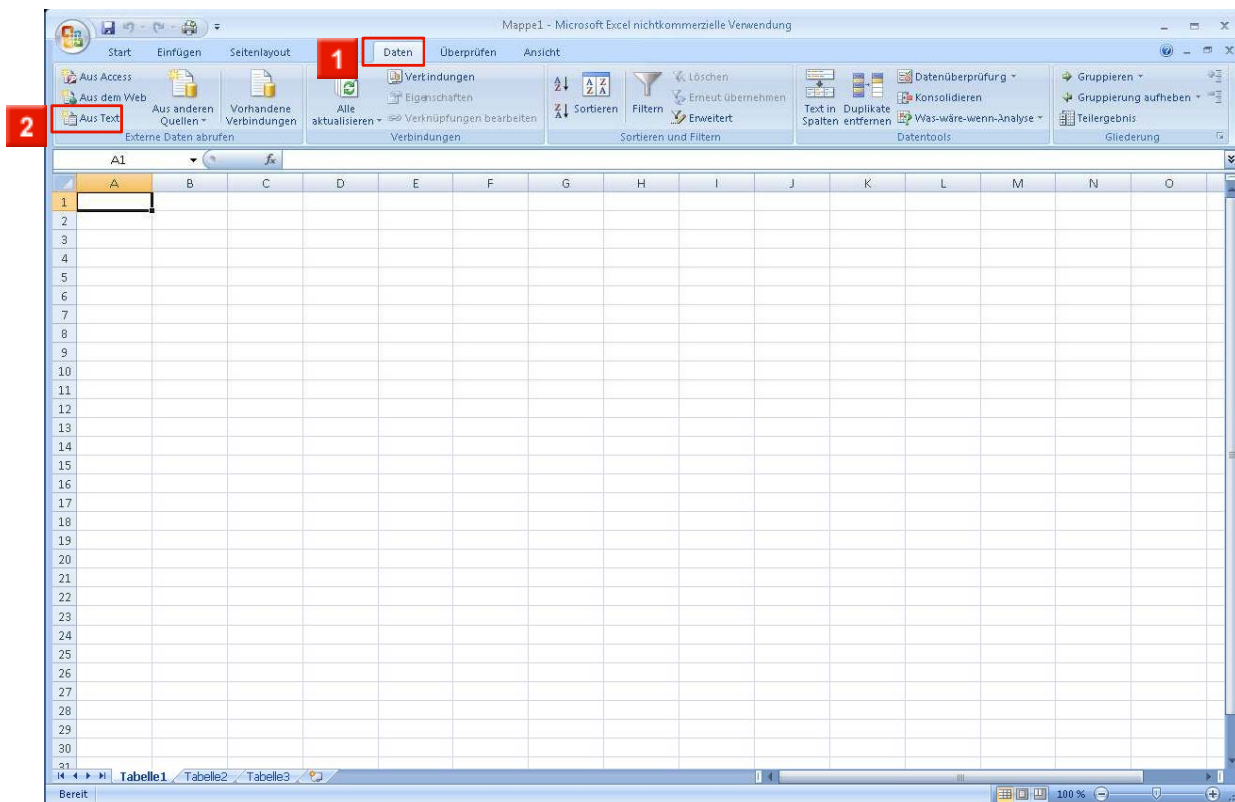 Mappe1 - Microsoft Excel nichtkommerzielle Verwendung
Start Einfügen Seitenlayout 1 Daten Überprüfen Ansicht
Aus Access
Aus dem Web
2 Aus Text
Aus anderen Quellen
Vorhandene Verbindungen
Externe Daten abrufen
Alle aktualisieren
Verbindungen
Eigenschaften
Verknüpfungen bearbeiten
Verbindungen
Sortieren
Filtern
Löschen
Erneut übernehmen
Erweitert
Sortieren und Filtern
Text in Spalten
Duplikate entfernen
Datenüberprüfung
Konsolidieren
Was-wäre-wenn-Analyse
Datentools
Gruppieren
Gruppierung aufheben
Teilergebnis
Gliederung
A1 fx
A B C D E F G H I J K L M N O
1
2
3
4
5
6
7
8
9
10
11
12
13
14
15
16
17
18
19
20
21
22
23
24
25
26
27
28
29
30
31
Tabelle1 Tabelle2 Tabelle3
Bereit 100 %